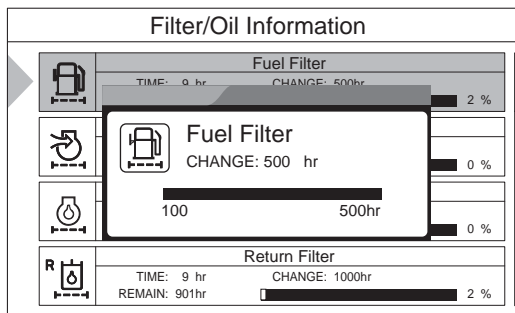 Filter/Oil Information
Fuel Filter
TIME: 9 hr CHANGE: 500hr
2 %
Fuel Filter
CHANGE: 500 hr
100 500hr
0 %
0 %
R
Return Filter
TIME: 9 hr CHANGE: 1000hr
REMAIN: 901hr 2 %